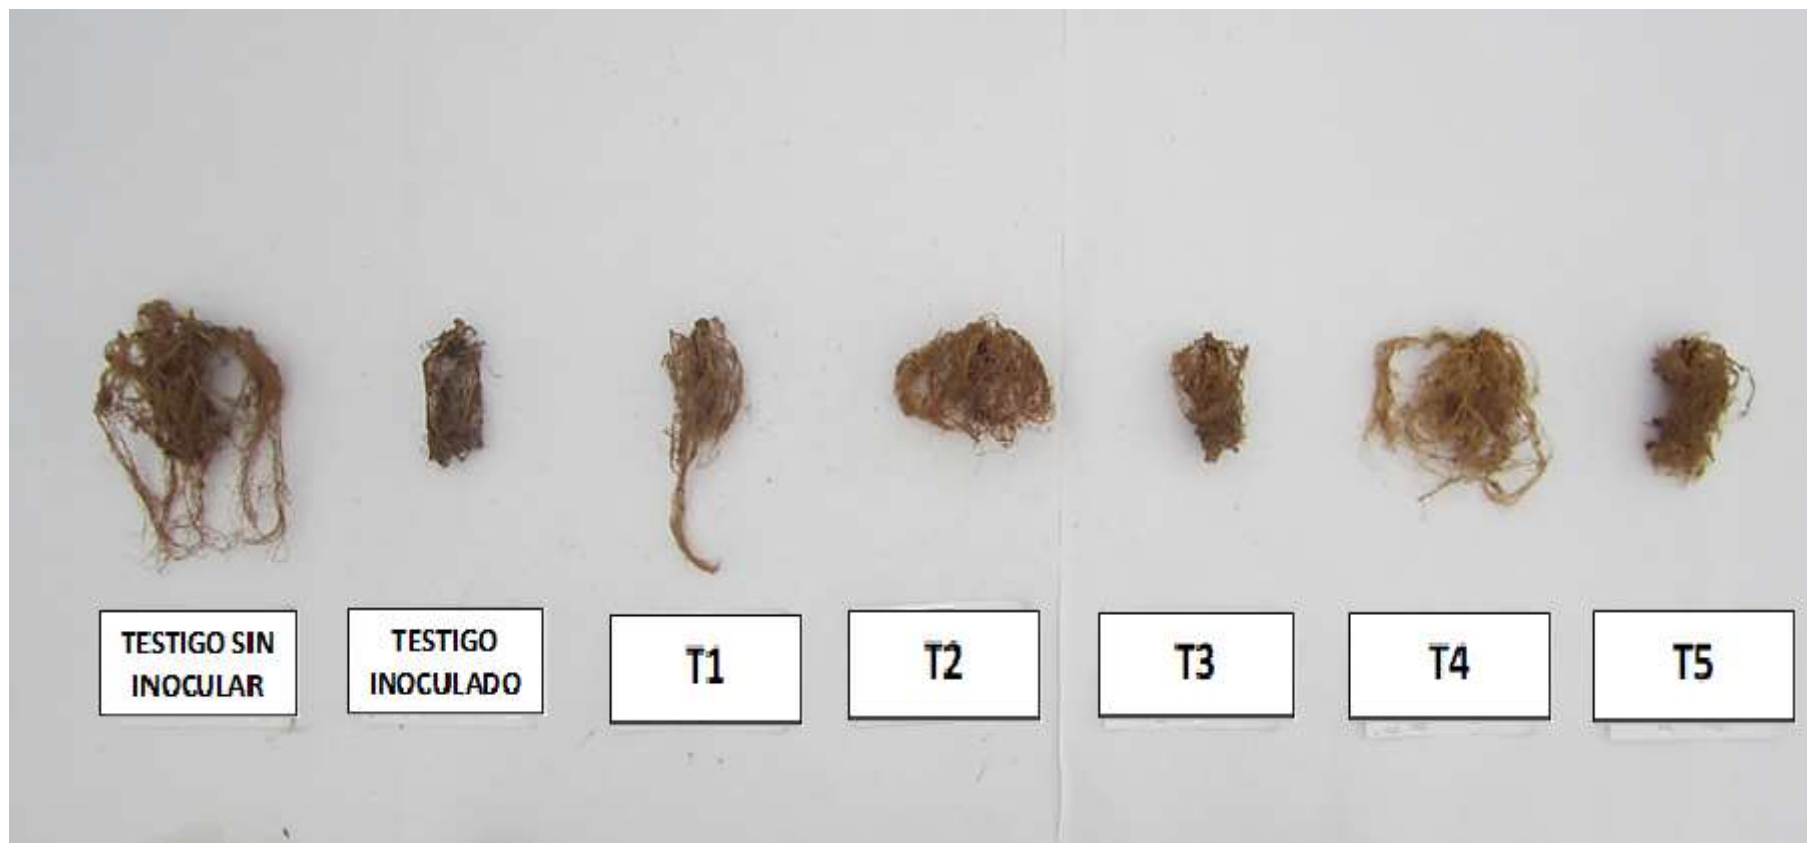 TESTIGO SIN
INOCULAR
TESTIGO
INOCULADO
T1
T2
T3
T4
T5